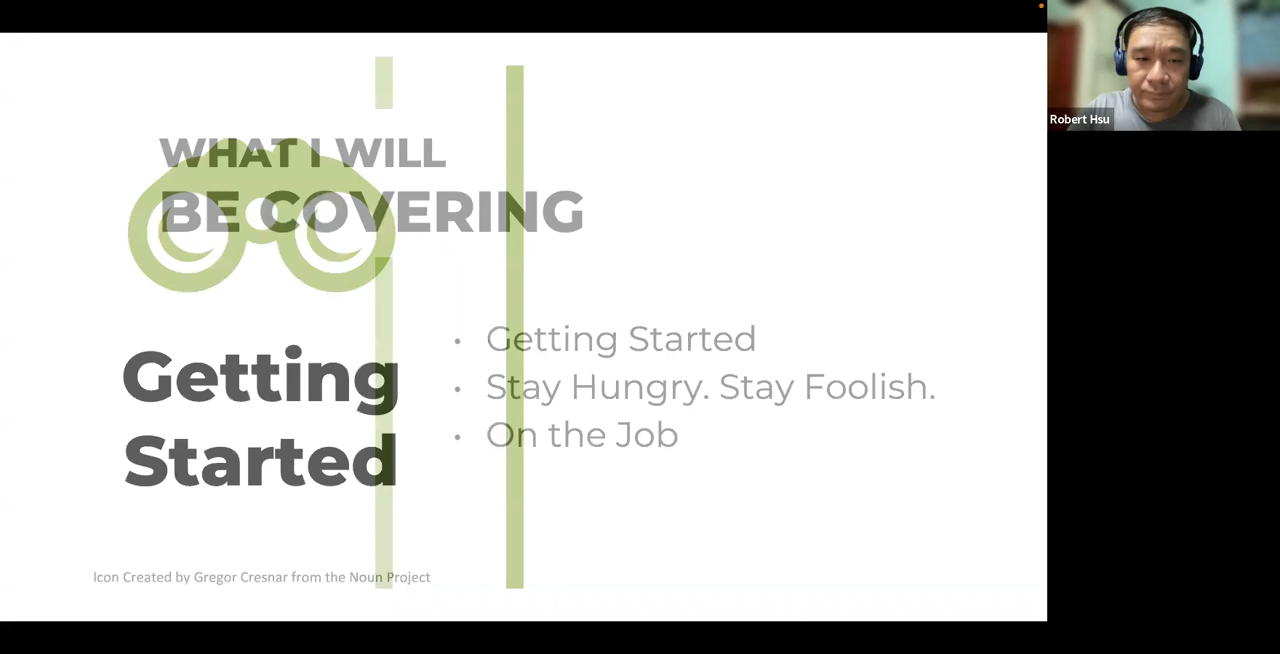 WHAT I WILL
BE COVERING
Getting
Started
• Getting Started
• Stay Hungry. Stay Foolish.
• On the Job
Icon Created by Gregor Cresnar from the Noun Project
Robert Hsu